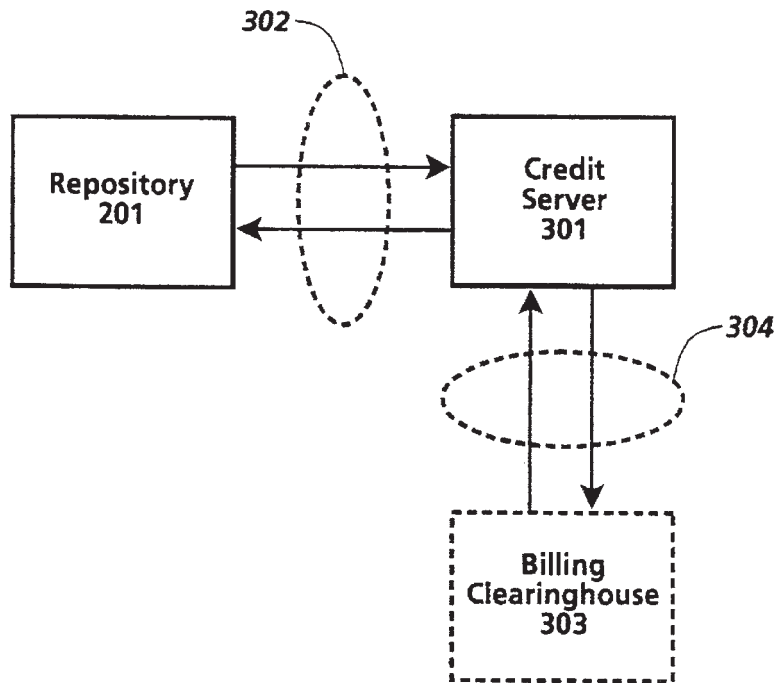 302
Repository
201
Credit
Server
301
304
Billing
Clearinghouse
303